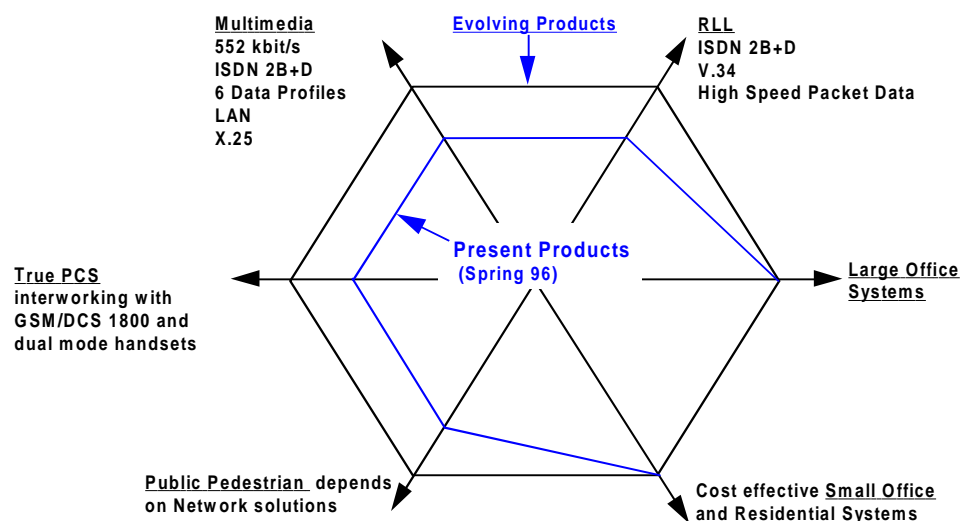 Multimedia
552 kbit/s
ISDN 2B+D
6 Data Profiles
LAN
X.25
Evolving Products
RLL
ISDN 2B+D
V.34
High Speed Packet Data
Present Products
(Spring 96)
True PCS
interworking with
GSM/DCS 1800 and
dual mode handsets
Large Office
Systems
Public Pedestrian depends
on Network solutions
Cost effective Small Office
and Residential Systems